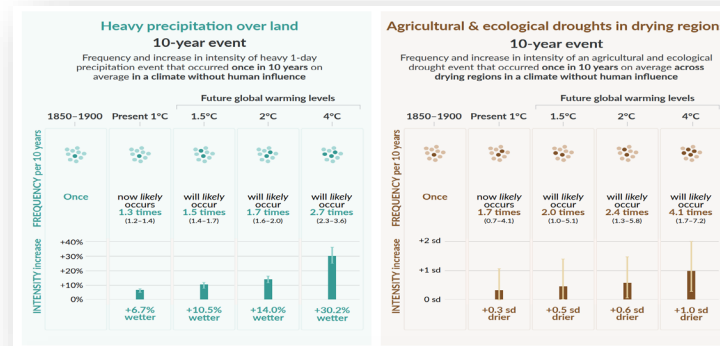 Heavy precipitation over land
10-year event
Frequency and increase in intensity of heavy 1-day
precipitation event that occurred once in 10 years on
average in a climate without human influence
Future global warming levels
1850–1900 Present 1°C 1.5°C 2°C 4°C
FREQUENCY per 10 years
Once
now likely occurs 1.3 times (1.2–1.4)
will likely occur 1.5 times (1.4–1.7)
will likely occur 1.7 times (1.6–2.0)
will likely occur 2.7 times (2.3–3.6)
INTENSITY increase
+40%
+30%
+20%
+10%
0%
+6.7% wetter
+10.5% wetter
+14.0% wetter
+30.2% wetter
Agricultural & ecological droughts in drying region
10-year event
Frequency and increase in intensity of an agricultural and ecological
drought event that occurred once in 10 years on average across
drying regions in a climate without human influence
Future global warming levels
1850–1900 Present 1°C 1.5°C 2°C 4°C
FREQUENCY per 10 years
Once
now likely occurs 1.7 times (0.7–4.1)
will likely occur 2.0 times (1.0–5.1)
will likely occur 2.4 times (1.3–5.8)
will likely occur 4.1 times (1.7–7.2)
INTENSITY increase
+2 sd
+1 sd
0 sd
+0.3 sd drier
+0.5 sd drier
+0.6 sd drier
+1.0 sd drier